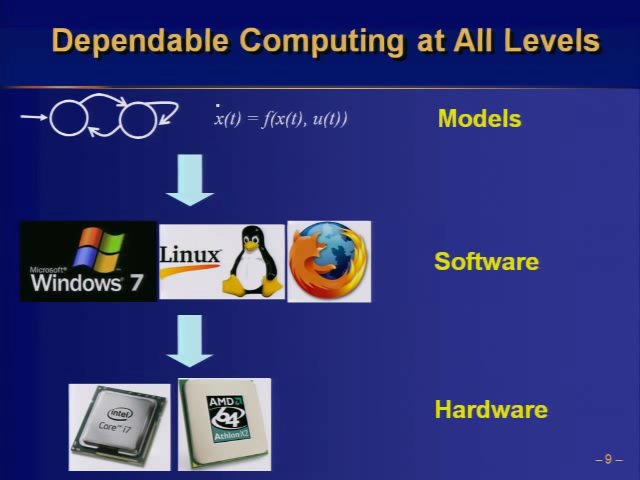 Dependable Computing at All Levels
ẋ(t) = f(x(t), u(t))
Models
Microsoft®
Windows® 7
Linux
Software
intel
Core™ i7
AMD
64
Athlon X2
Hardware
– 9 –